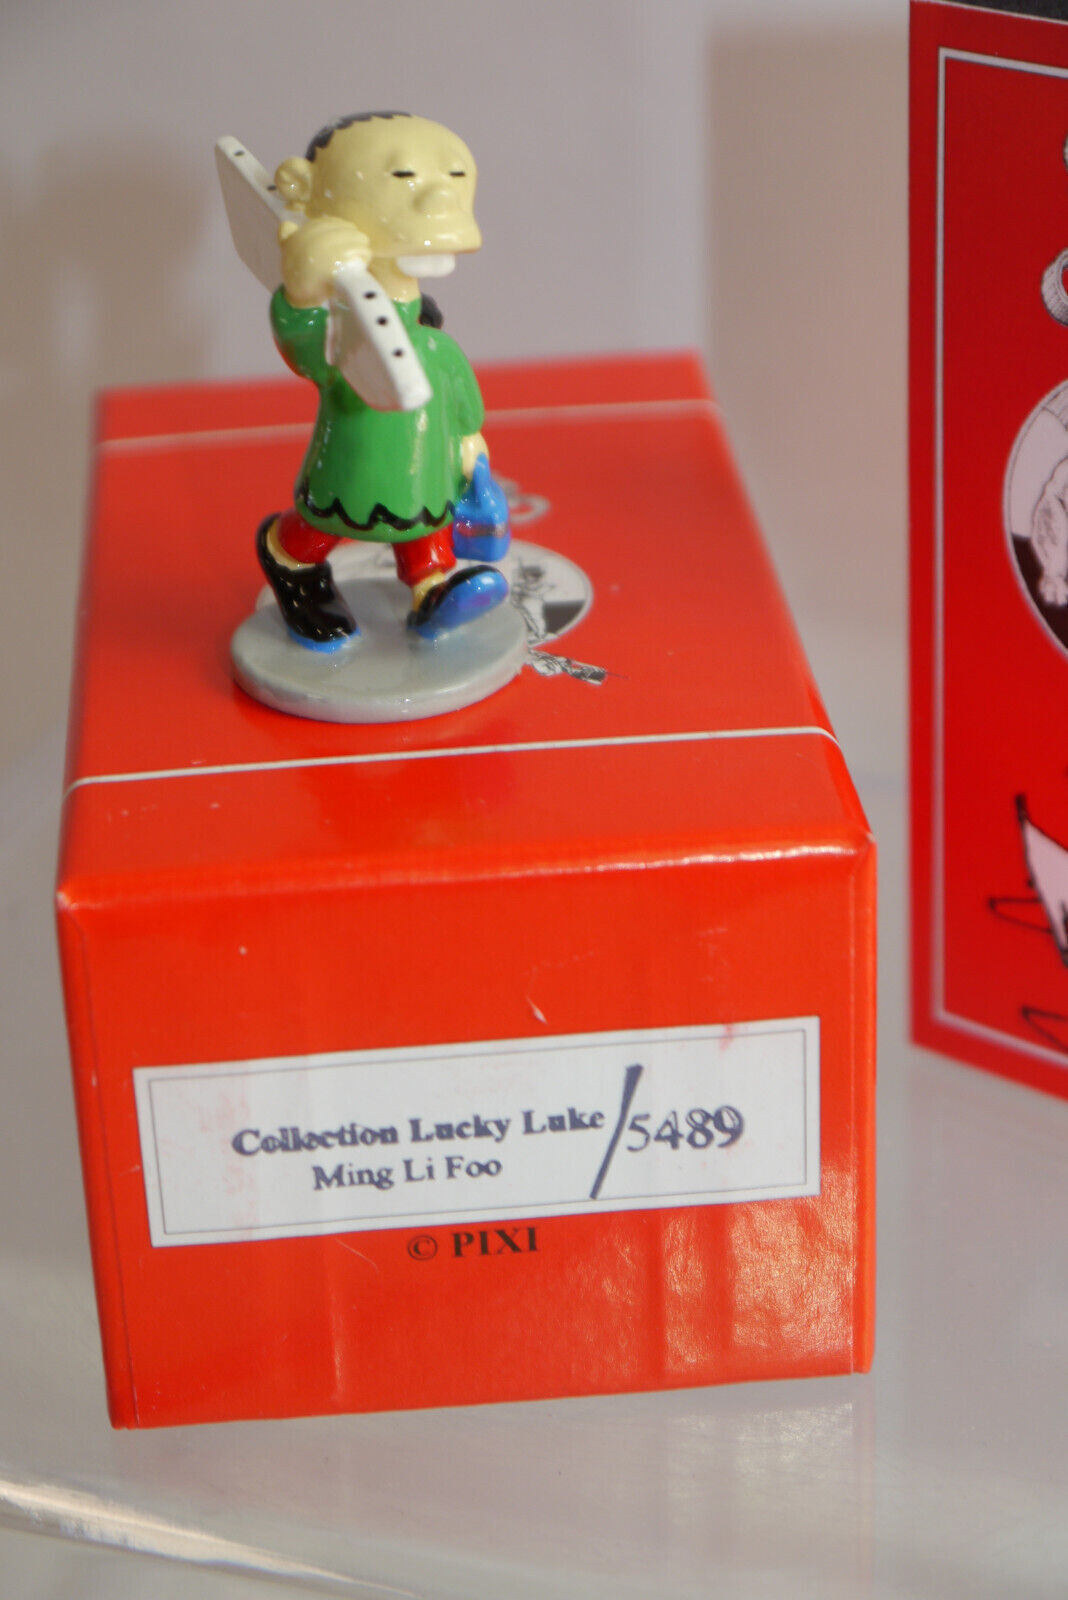 Collection Lucky Luke /5489
Ming Li Foo
© PIXI